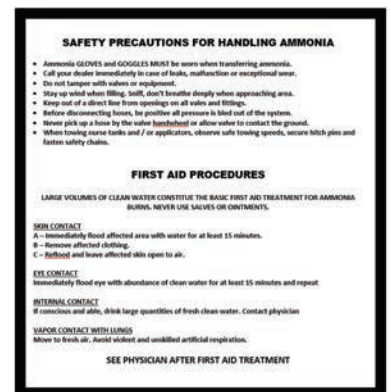 SAFETY PRECAUTIONS FOR HANDLING AMMONIA
• Ammonia GLOVES and GOGGLES MUST be worn when transferring ammonia.
• Call your dealer immediately in case of leaks, malfunction or exceptional wear.
• Do not tamper with valves or equipment.
• Stay up wind when filling. Sniff, don't breathe deeply when approaching area.
• Keep out of a direct line from openings on all vales and fittings.
• Before disconnecting hoses, be positive all pressure is bled out of the system.
• Never pick up a hose by the valve handwheel or allow valve to contact the ground.
• When towing nurse tanks and / or applicators, observe safe towing speeds, secure hitch pins and
fasten safety chains.
FIRST AID PROCEDURES
LARGE VOLUMES OF CLEAN WATER CONSTITUTE THE BASIC FIRST AID TREATMENT FOR AMMONIA
BURNS. NEVER USE SALVES OR OINTMENTS.
SKIN CONTACT
A – Immediately flood affected area with water for at least 15 minutes.
B – Remove affected clothing.
C – Reflood and leave affected skin open to air.
EYE CONTACT
Immediately flood eye with abundance of clean water for at least 15 minutes and repeat
INTERNAL CONTACT
If conscious and able, drink large quantities of fresh clean water. Contact physician
VAPOR CONTACT WITH LUNGS
Move to fresh air. Avoid violent and unskilled artificial respiration.
SEE PHYSICIAN AFTER FIRST AID TREATMENT